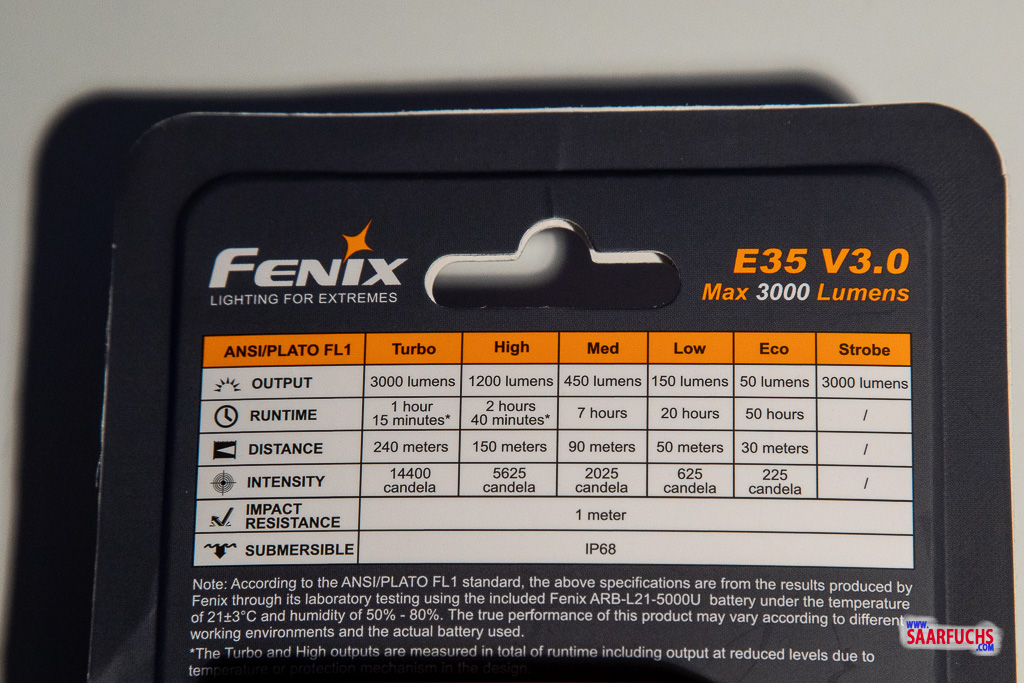 FENIX
LIGHTING FOR EXTREMES
E35 V3.0
Max 3000 Lumens
ANSI/PLATO FL1 Turbo High Med Low Eco Strobe
OUTPUT 3000 lumens 1200 lumens 450 lumens 150 lumens 50 lumens 3000 lumens
RUNTIME 1 hour 15 minutes* 2 hours 40 minutes* 7 hours 20 hours 50 hours /
DISTANCE 240 meters 150 meters 90 meters 50 meters 30 meters /
INTENSITY 14400 candela 5625 candela 2025 candela 625 candela 225 candela /
IMPACT RESISTANCE 1 meter
SUBMERSIBLE IP68
Note: According to the ANSI/PLATO FL1 standard, the above specifications are from the results produced by
Fenix through its laboratory testing using the included Fenix ARB-L21-5000U battery under the temperature
of 21±3°C and humidity of 50% - 80%. The true performance of this product may vary according to different
working environments and the actual battery used.
*The Turbo and High outputs are measured in total of runtime including output at reduced levels due to
temperature or protection mechanism in the design.
WWW.
SAARFUCHS
.COM